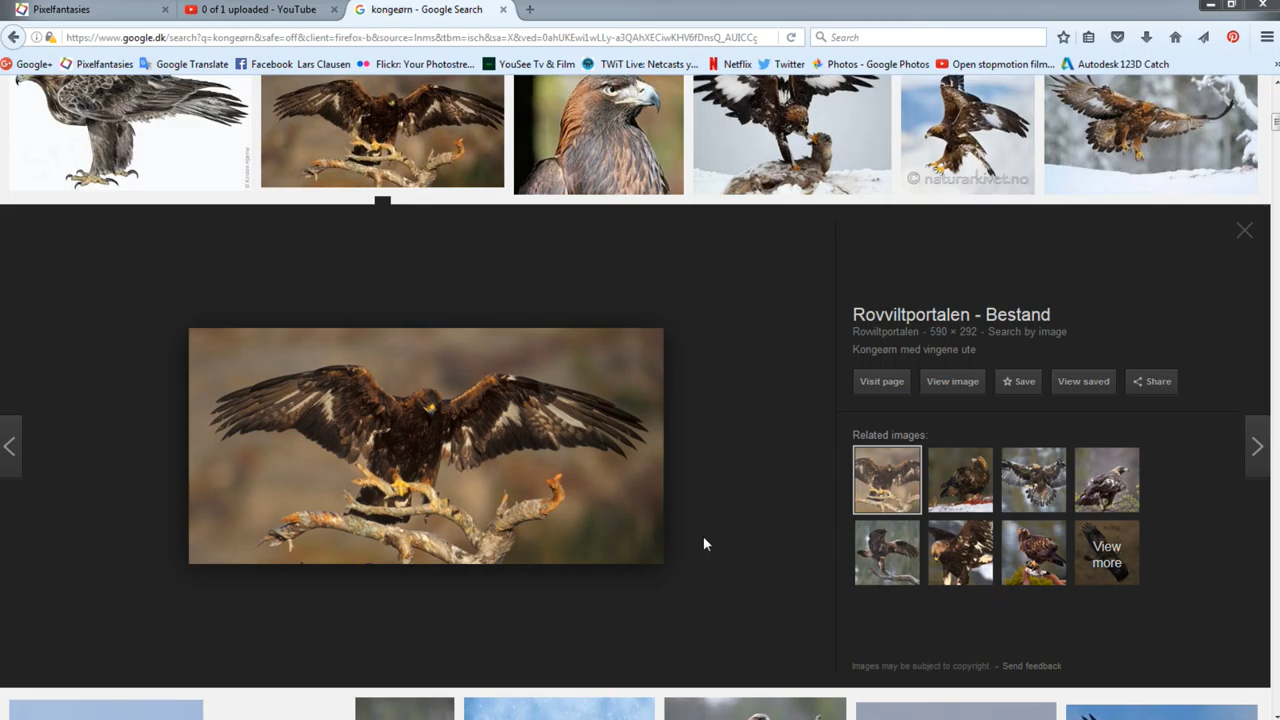 Pixelfantasies
0 of 1 uploaded - YouTube
kongeørn - Google Search
https://www.google.dk/search?q=kongeørn&safe=off&client=firefox-b&source=lnms&tbm=isch&sa=X&ved=0ahUKEwi1wLLy-a3QAhXECiwKHV6fDnsQ_AUICCg
Search
Google+
Pixelfantasies
Google Translate
Facebook Lars Clausen
Flickr: Your Photostre...
YouSee Tv & Film
TWiT Live: Netcasts y...
Netflix
Twitter
Photos - Google Photos
Open stopmotion film...
Autodesk 123D Catch
© naturarkivet.no
Rovviltportalen - Bestand
Rovviltportalen - 590 × 292 - Search by image
Kongeørn med vingene ute
Visit page
View image
Save
View saved
Share
Related images:
View
more
Images may be subject to copyright. - Send feedback